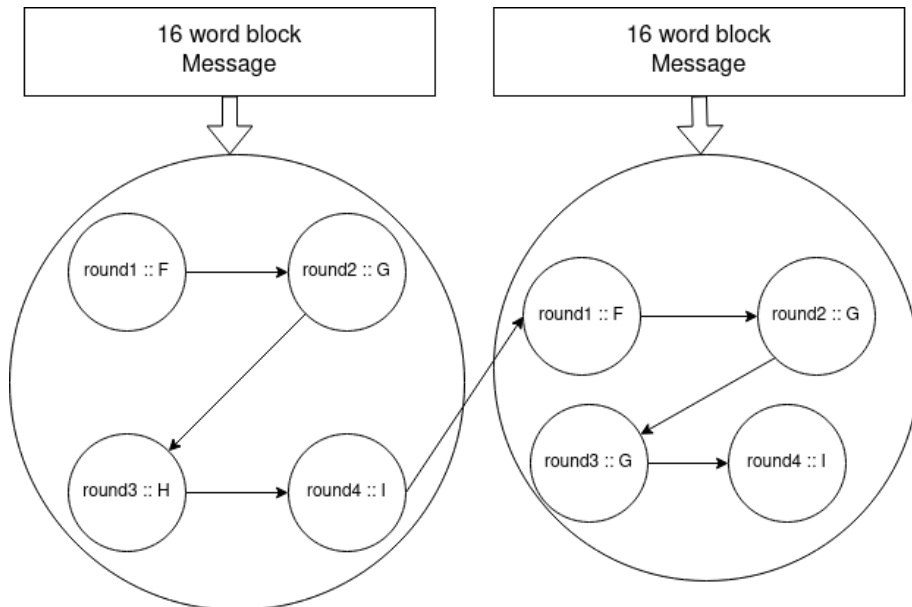 16 word block
Message
16 word block
Message
round1 :: F
round2 :: G
round3 :: H
round4 :: I
round1 :: F
round2 :: G
round3 :: G
round4 :: I